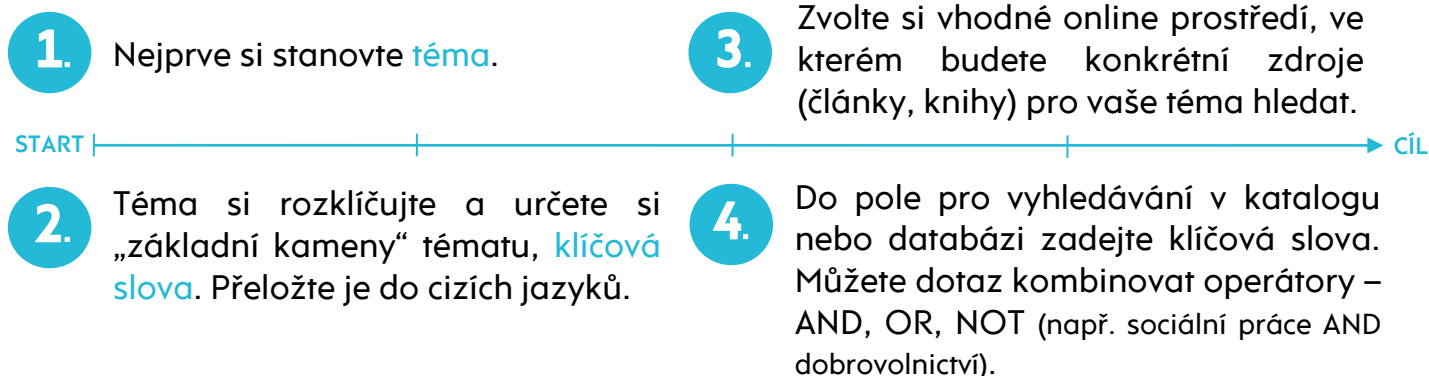 1.
Nejprve si stanovte téma.
START
2.
Téma si rozklíčujte a určete si
„základní kameny“ tématu, klíčová
slova. Přeložte je do cizích jazyků.
3.
Zvolte si vhodné online prostředí, ve
kterém budete konkrétní zdroje
(články, knihy) pro vaše téma hledat.
CÍL
4.
Do pole pro vyhledávání v katalogu
nebo databázi zadejte klíčová slova.
Můžete dotaz kombinovat operátory –
AND, OR, NOT (např. sociální práce AND
dobrovolnictví).